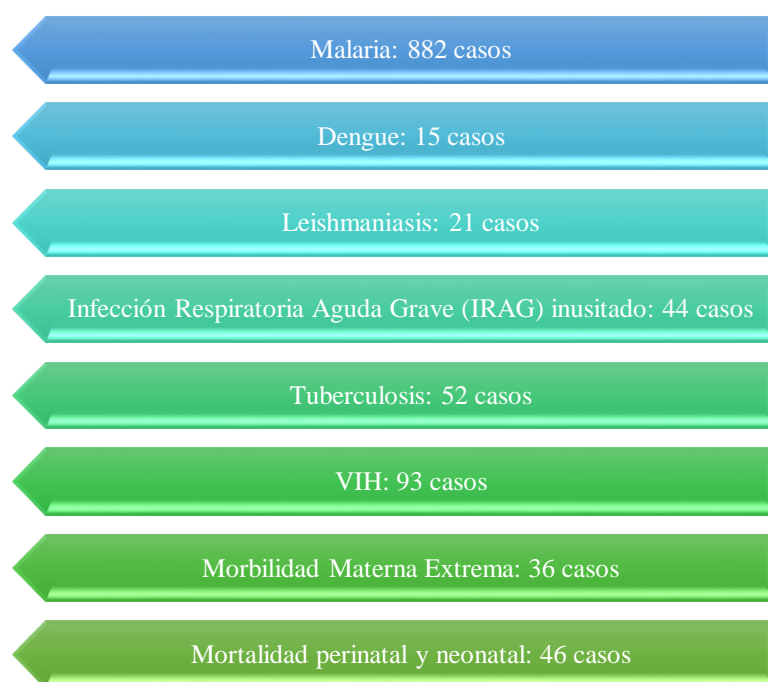 Malaria: 882 casos
Dengue: 15 casos
Leishmaniasis: 21 casos
Infección Respiratoria Aguda Grave (IRAG) inusitado: 44 casos
Tuberculosis: 52 casos
VIH: 93 casos
Morbilidad Materna Extrema: 36 casos
Mortalidad perinatal y neonatal: 46 casos